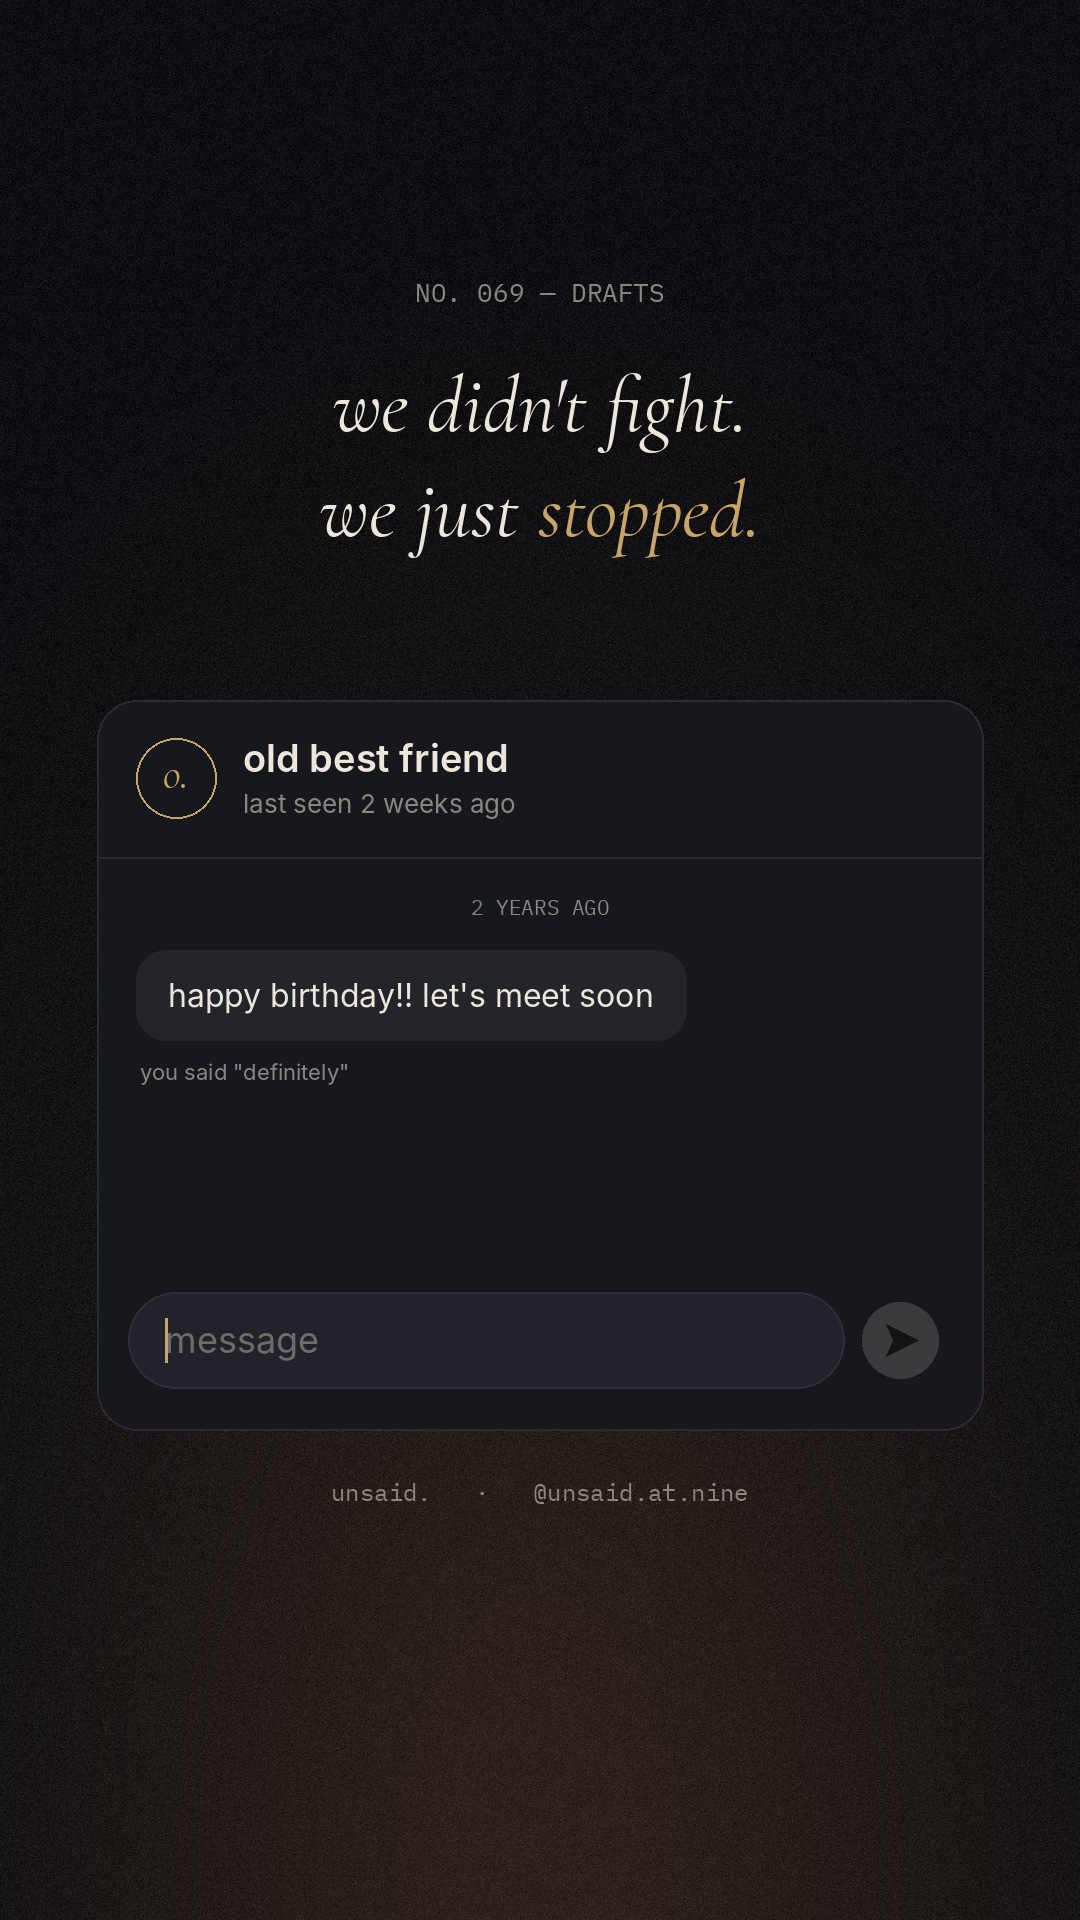 NO. 069 — DRAFTS
we didn't fight.
we just stopped.
o.
old best friend
last seen 2 weeks ago
2 YEARS AGO
happy birthday!! let's meet soon
you said "definitely"
message
unsaid. · @unsaid.at.nine